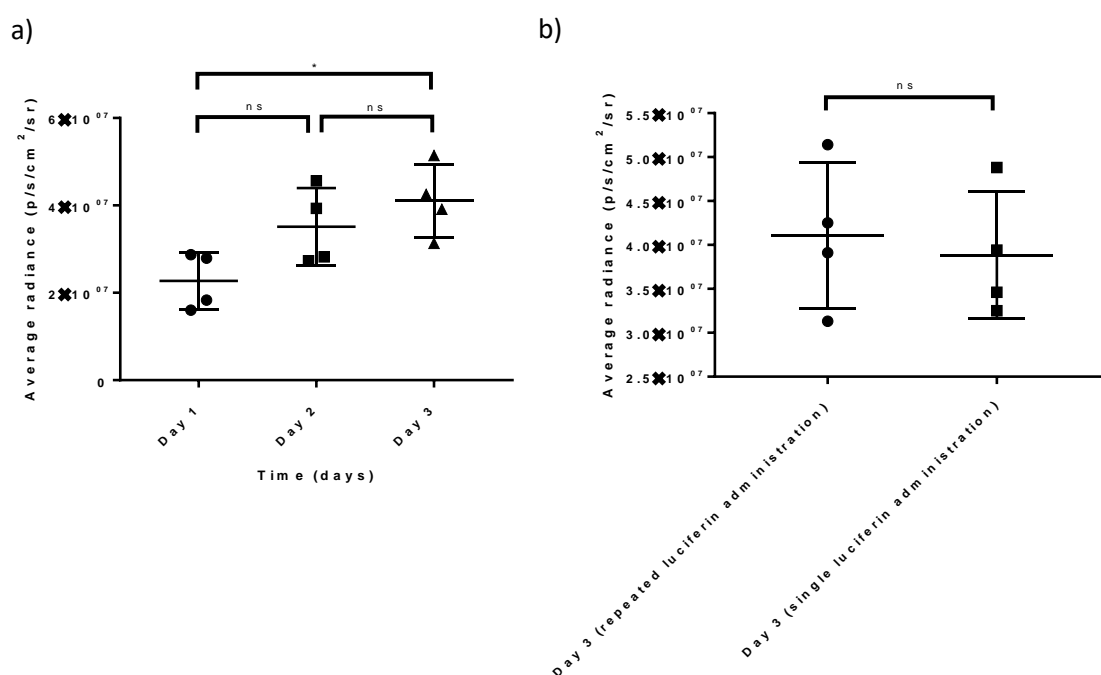 a)
*
ns
ns
Average radiance (p/s/cm²/sr)
6✖10⁰⁷
4✖10⁰⁷
2✖10⁰⁷
0
Day 1
Day 2
Day 3
Time (days)
b)
ns
Average radiance (p/s/cm²/sr)
5.5✖10⁰⁷
5.0✖10⁰⁷
4.5✖10⁰⁷
4.0✖10⁰⁷
3.5✖10⁰⁷
3.0✖10⁰⁷
2.5✖10⁰⁷
Day 3 (repeated luciferin administration)
Day 3 (single luciferin administration)